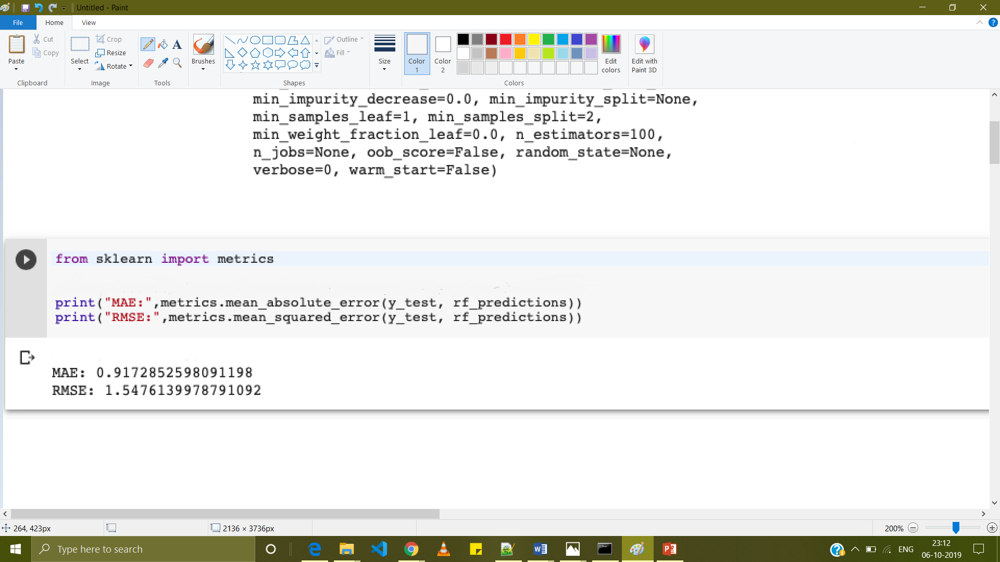 Untitled - Paint
File Home View
Paste
Cut
Copy
Clipboard
Select
Crop
Resize
Rotate
Image
A
Tools
Brushes
Shapes
Outline
Fill
Size
Color 1
Color 2
Colors
Edit colors
Edit with Paint 3D
min_impurity_decrease=0.0, min_impurity_split=None,
min_samples_leaf=1, min_samples_split=2,
min_weight_fraction_leaf=0.0, n_estimators=100,
n_jobs=None, oob_score=False, random_state=None,
verbose=0, warm_start=False)
from sklearn import metrics
print("MAE:",metrics.mean_absolute_error(y_test, rf_predictions))
print("RMSE:",metrics.mean_squared_error(y_test, rf_predictions))
MAE: 0.9172852598091198
RMSE: 1.5476139978791092
264, 423px
2136 × 3736px
200%
Type here to search
ENG
23:12
06-10-2019